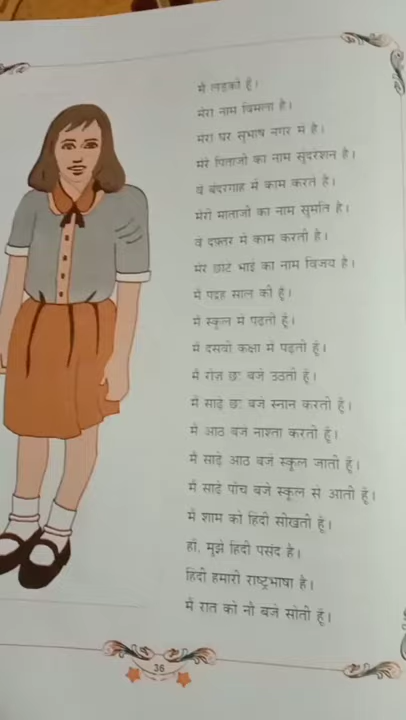 मैं लड़की हूँ।
मेरा नाम विमला है।
मेरा घर सुभाष नगर में है।
मेरे पिताजी का नाम सुंदरेशन है।
वे बंदरगाह में काम करते हैं।
मेरी माताजी का नाम सुमति है।
वे दफ़्तर में काम करती हैं।
मेरे छोटे भाई का नाम विजय है।
मैं पंद्रह साल की हूँ।
मैं स्कूल में पढ़ती हूँ।
मैं दसवीं कक्षा में पढ़ती हूँ।
मैं रोज़ छः बजे उठती हूँ।
मैं साढ़े छः बजे स्नान करती हूँ।
मैं आठ बजे नाश्ता करती हूँ।
मैं साढ़े आठ बजे स्कूल जाती हूँ।
मैं साढ़े पाँच बजे स्कूल से आती हूँ।
मैं शाम को हिंदी सीखती हूँ।
हाँ, मुझे हिंदी पसंद है।
हिंदी हमारी राष्ट्रभाषा है।
मैं रात को नौ बजे सोती हूँ।
36